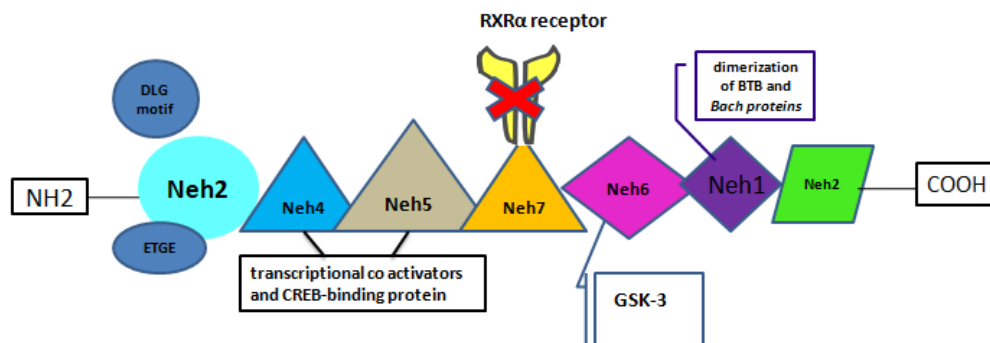 RXRα receptor
dimerization
of BTB and
Bach proteins
DLG
motif
NH2
Neh2
Neh4
Neh5
Neh7
Neh6
Neh1
Neh2
COOH
ETGE
transcriptional co activators
and CREB-binding protein
GSK-3